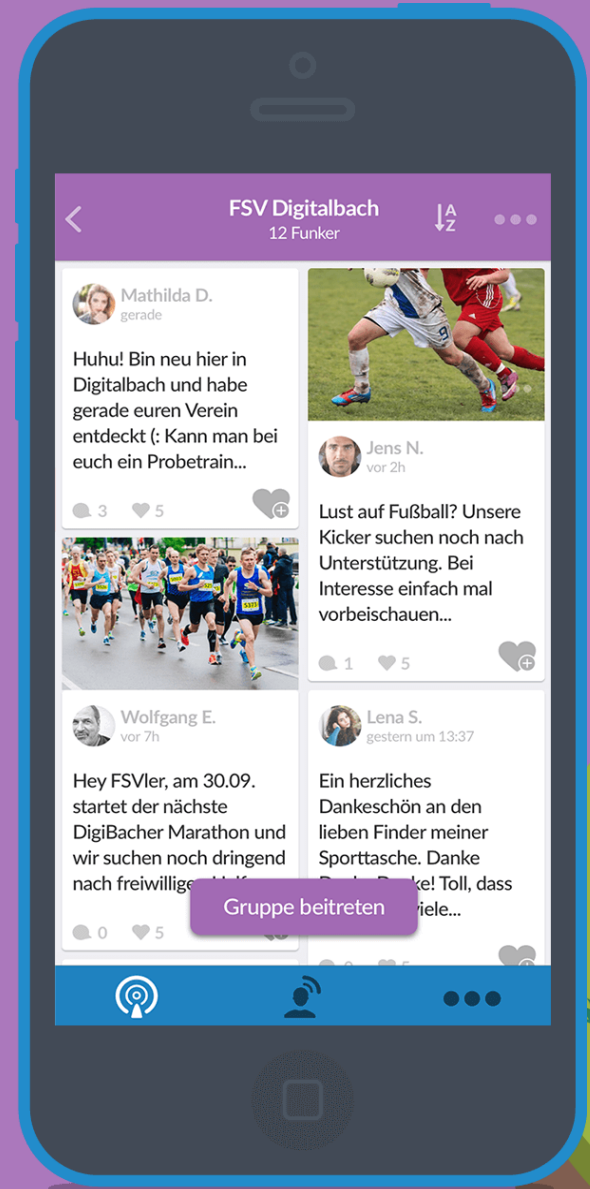 FSV Digitalbach
12 Funker
A
Z
Mathilda D.
gerade
Huhu! Bin neu hier in
Digitalbach und habe
gerade euren Verein
entdeckt (: Kann man bei
euch ein Probetrain...
3 5
Wolfgang E.
vor 7h
Hey FSVler, am 30.09.
startet der nächste
DigiBacher Marathon und
wir suchen noch dringend
nach
0 5
9
Jens N.
vor 2h
Lust auf Fußball? Unsere
Kicker suchen noch nach
Unterstützung. Bei
Interesse einfach mal
vorbeischauen...
1 5
Lena S.
gestern um 13:37
Ein herzliches
Dankeschön an den
lieben Finder meiner
Sporttasche. Danke
Toll, dass
viele...
Gruppe beitreten